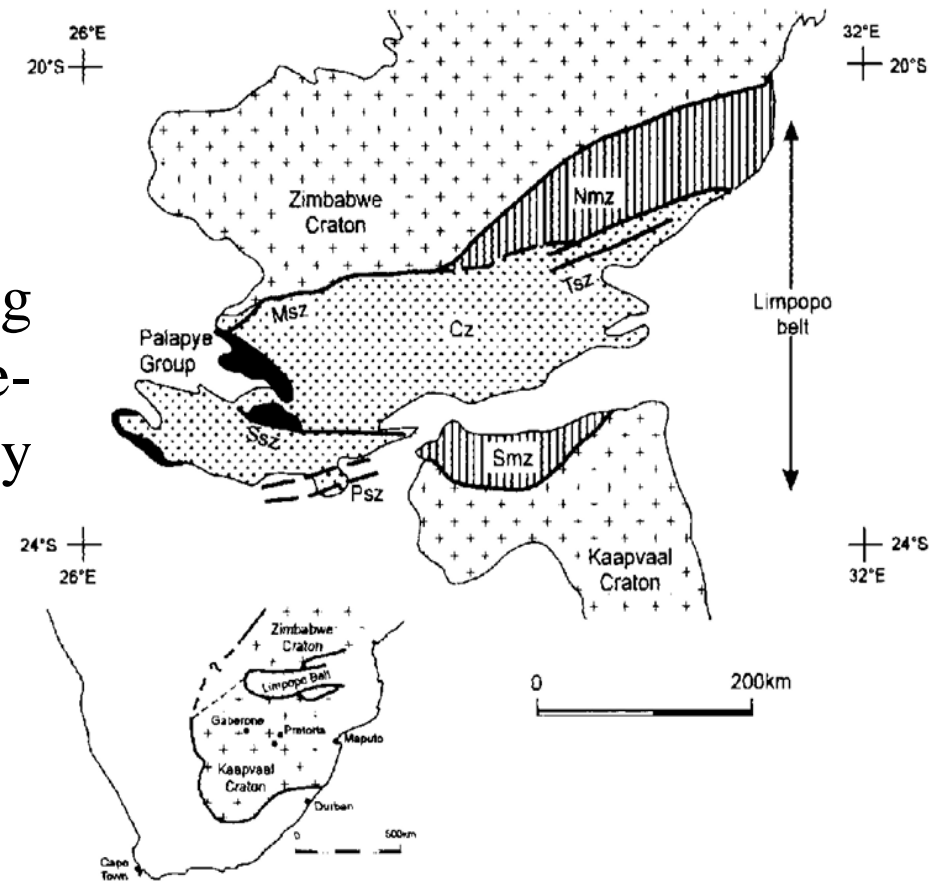 26°E
32°E
20°S
20°S
Zimbabwe
Craton
Nmz
Tsz
Limpopo
belt
g
Msz
Cz
Palapye
Group
e-
y
Ssz
Smz
Psz
24°S
24°S
26°E
32°E
Kaapvaal
Craton
Zimbabwe
Craton
?
Limpopo Belt
0
200km
Gaberone
Pretoria
Maputo
Kaapvaal
Craton
Durban
0
500km
Cape
Town